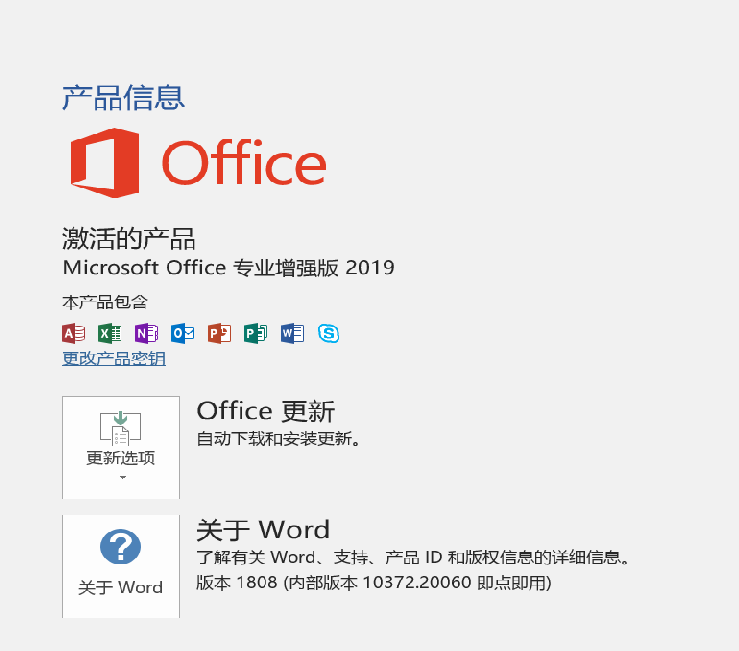 产品信息
Office
激活的产品
Microsoft Office 专业增强版 2019
本产品包含
A X N O P P W S
更改产品密钥
更新选项
Office 更新
自动下载和安装更新。
关于 Word
关于 Word
了解有关 Word、支持、产品 ID 和版权信息的详细信息。
版本 1808 (内部版本 10372.20060 即点即用)